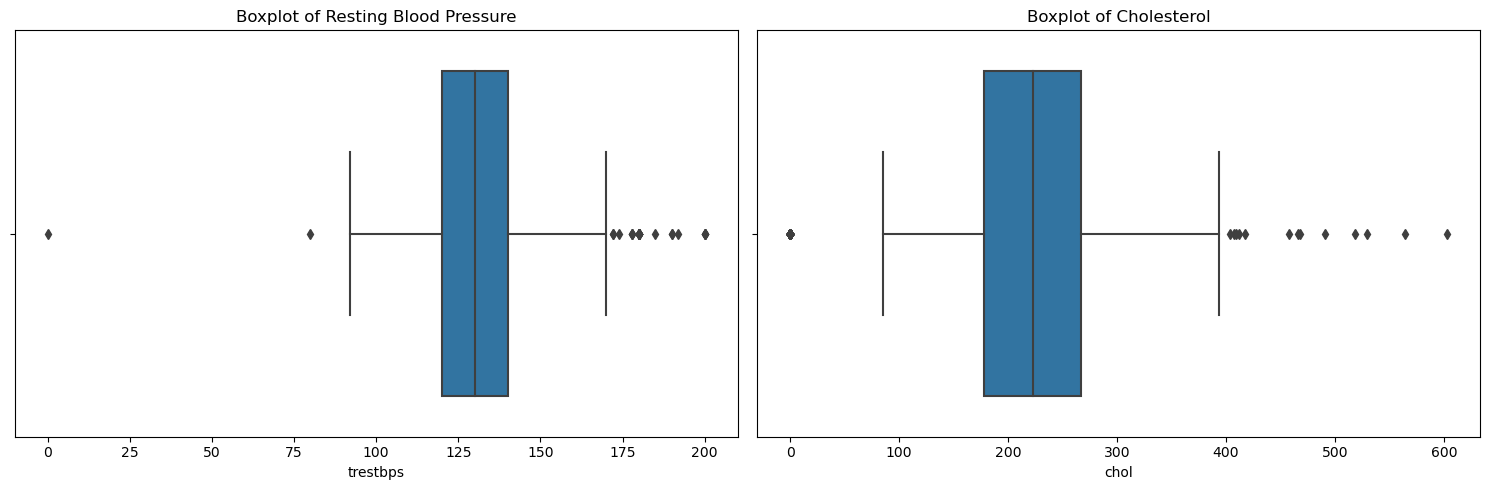 Boxplot of Resting Blood Pressure
0 25 50 75 100 125 150 175 200
trestbps
Boxplot of Cholesterol
0 100 200 300 400 500 600
chol